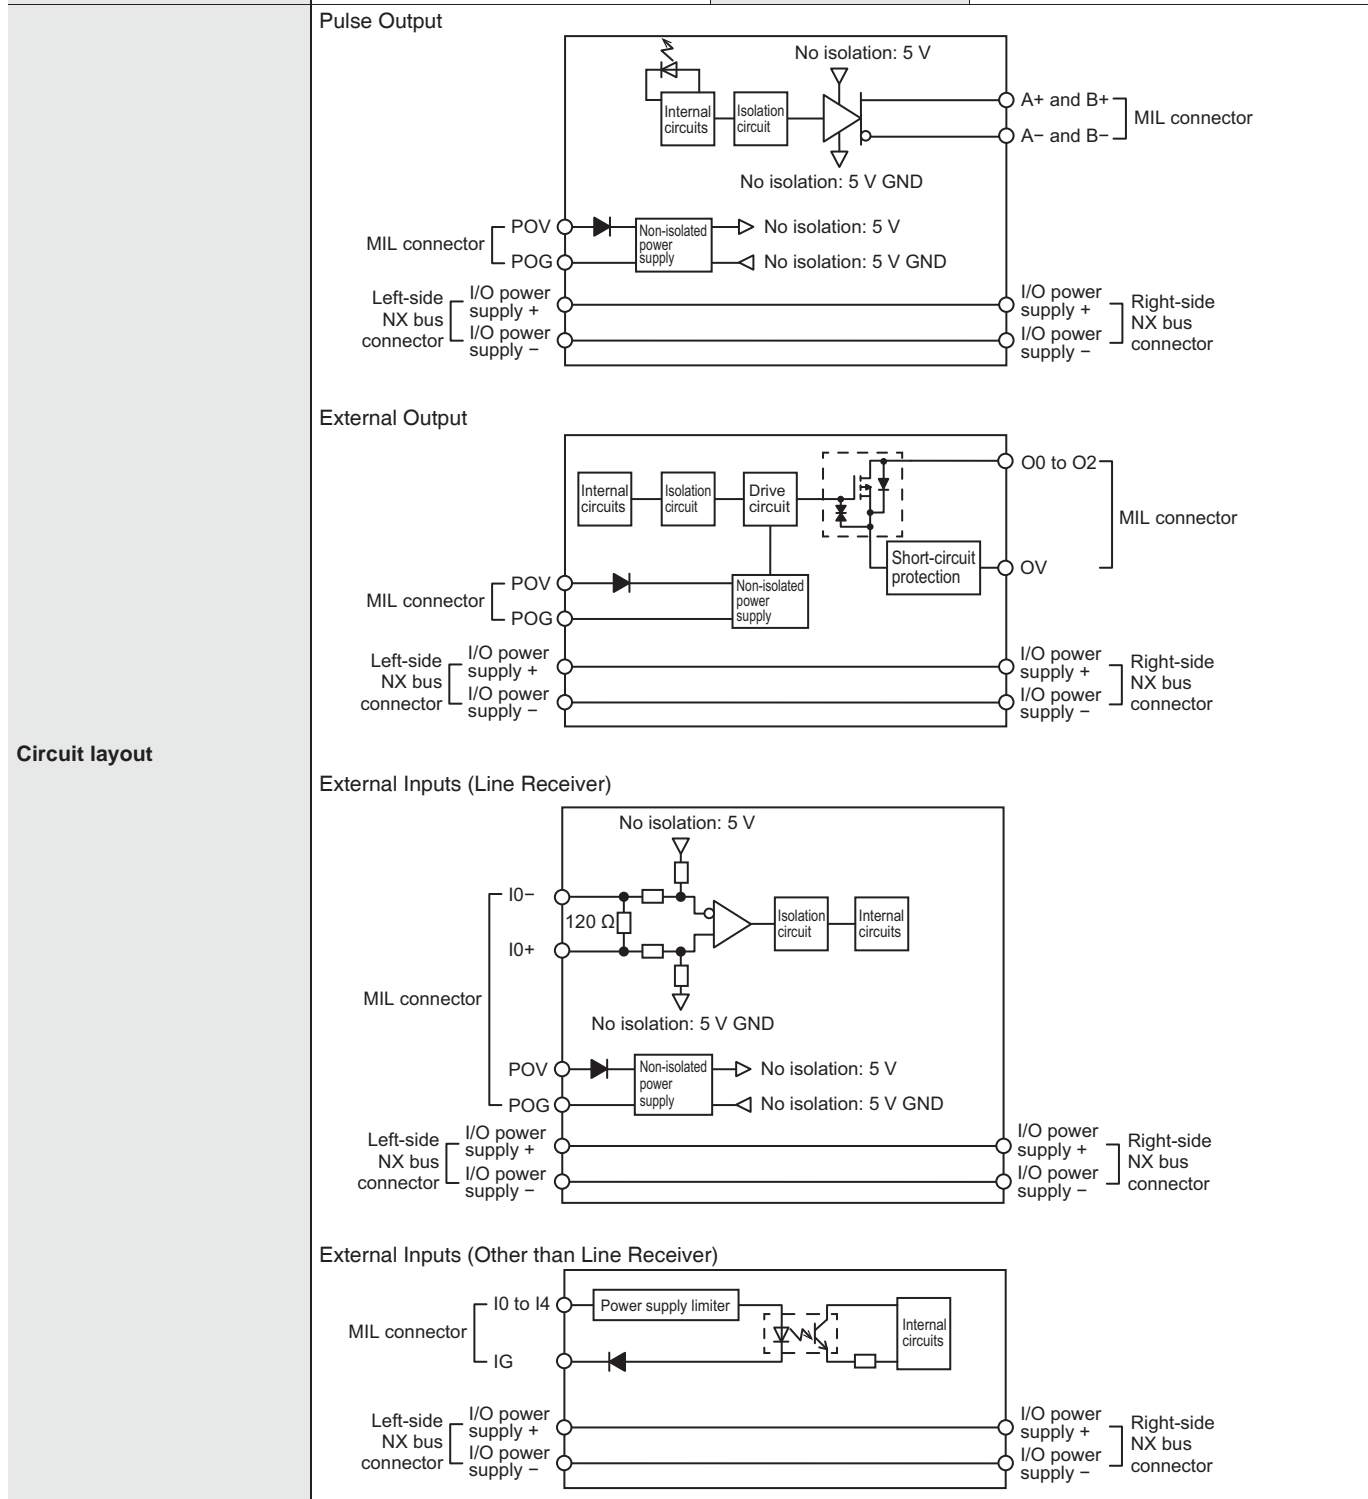 Circuit layout
Pulse Output
No isolation: 5 V
Internal
circuits
Isolation
circuit
A+ and B+
A− and B−
MIL connector
No isolation: 5 V GND
MIL connector
POV
POG
Non-isolated
power
supply
No isolation: 5 V
No isolation: 5 V GND
Left-side
NX bus
connector
I/O power
supply +
I/O power
supply −
I/O power
supply +
I/O power
supply −
Right-side
NX bus
connector
External Output
Internal
circuits
Isolation
circuit
Drive
circuit
O0 to O2
MIL connector
Short-circuit
protection
OV
MIL connector
POV
POG
Non-isolated
power
supply
Left-side
NX bus
connector
I/O power
supply +
I/O power
supply −
I/O power
supply +
I/O power
supply −
Right-side
NX bus
connector
External Inputs (Line Receiver)
No isolation: 5 V
I0−
120 Ω
I0+
Isolation
circuit
Internal
circuits
MIL connector
No isolation: 5 V GND
POV
POG
Non-isolated
power
supply
No isolation: 5 V
No isolation: 5 V GND
Left-side
NX bus
connector
I/O power
supply +
I/O power
supply −
I/O power
supply +
I/O power
supply −
Right-side
NX bus
connector
External Inputs (Other than Line Receiver)
I0 to I4
Power supply limiter
MIL connector
IG
Internal
circuits
Left-side
NX bus
connector
I/O power
supply +
I/O power
supply −
I/O power
supply +
I/O power
supply −
Right-side
NX bus
connector